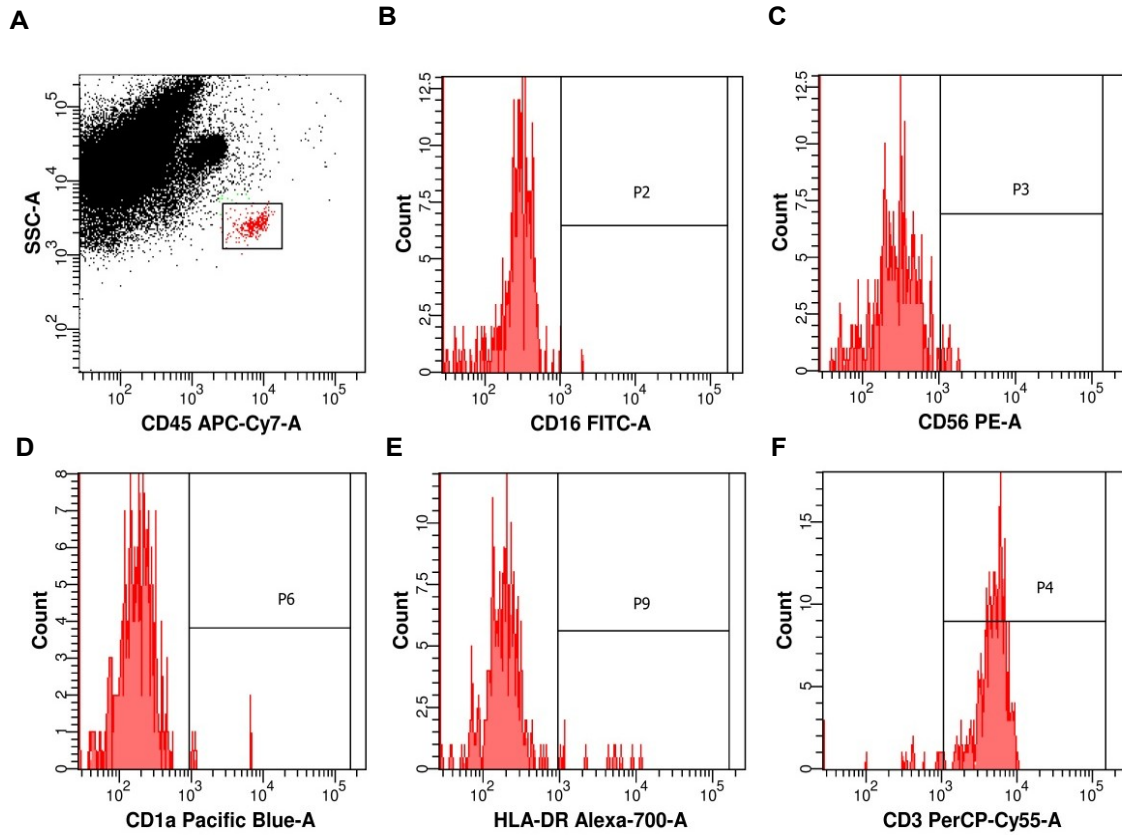 A
B
C
SSC-A
10^5
10^4
10^3
10^2
10^2 10^3 10^4 10^5
CD45 APC-Cy7-A
Count
12.5
10.0
7.5
5
2.5
0
P2
10^2 10^3 10^4 10^5
CD16 FITC-A
Count
12.5
10.0
7.5
5
2.5
0
P3
10^2 10^3 10^4 10^5
CD56 PE-A
D
E
F
Count
8
7
6
5
4
3
2
1
0
P6
10^2 10^3 10^4 10^5
CD1a Pacific Blue-A
Count
10
7.5
5
2.5
0
P9
10^2 10^3 10^4 10^5
HLA-DR Alexa-700-A
Count
15
10
5
0
P4
10^2 10^3 10^4 10^5
CD3 PerCP-Cy55-A